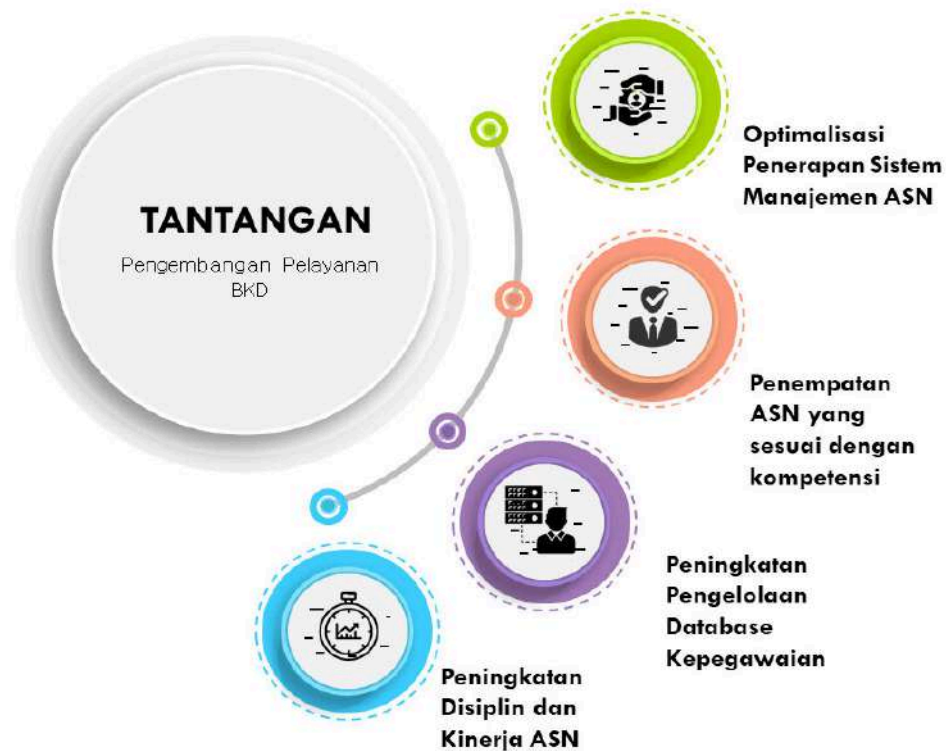 TANTANGAN
Pengembangan Pelayanan
BKD
Optimalisasi
Penerapan Sistem
Manajemen ASN
Penempatan
ASN yang
sesuai dengan
kompetensi
Peningkatan
Pengelolaan
Database
Kepegawaian
Peningkatan
Disiplin dan
Kinerja ASN